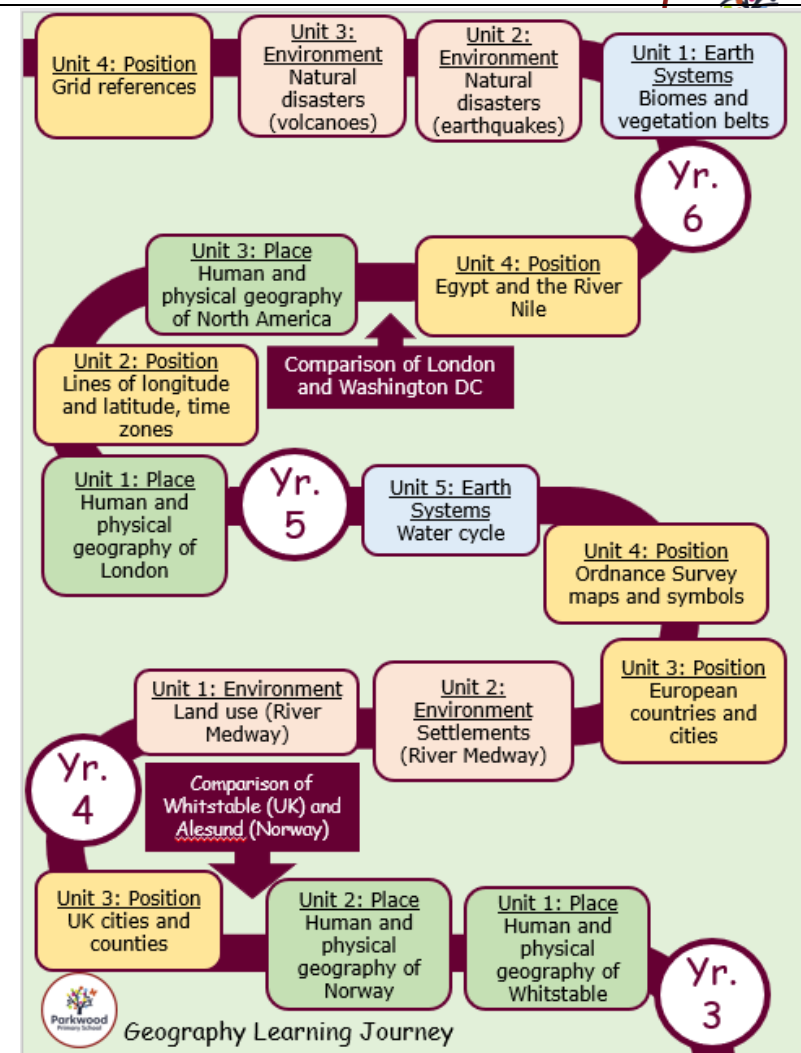 Unit 4: Position
Grid references
Unit 3:
Environment
Natural
disasters
(volcanoes)
Unit 2:
Environment
Natural
disasters
(earthquakes)
Unit 1: Earth
Systems
Biomes and
vegetation belts
Yr.
6
Unit 3: Place
Human and
physical geography
of North America
Unit 4: Position
Egypt and the River
Nile
Unit 2: Position
Lines of longitude
and latitude, time
zones
Comparison of London
and Washington DC
Unit 1: Place
Human and
physical
geography of
London
Yr.
5
Unit 5: Earth
Systems
Water cycle
Unit 4: Position
Ordnance Survey
maps and symbols
Unit 3: Position
European
countries and
cities
Unit 2:
Environment
Settlements
(River Medway)
Unit 1: Environment
Land use (River
Medway)
Yr.
4
Comparison of
Whitstable (UK) and
Alesund (Norway)
Unit 3: Position
UK cities and
counties
Unit 2: Place
Human and
physical
geography of
Norway
Unit 1: Place
Human and
physical
geography of
Whitstable
Yr.
3
Parkwood
Primary School
Geography Learning Journey